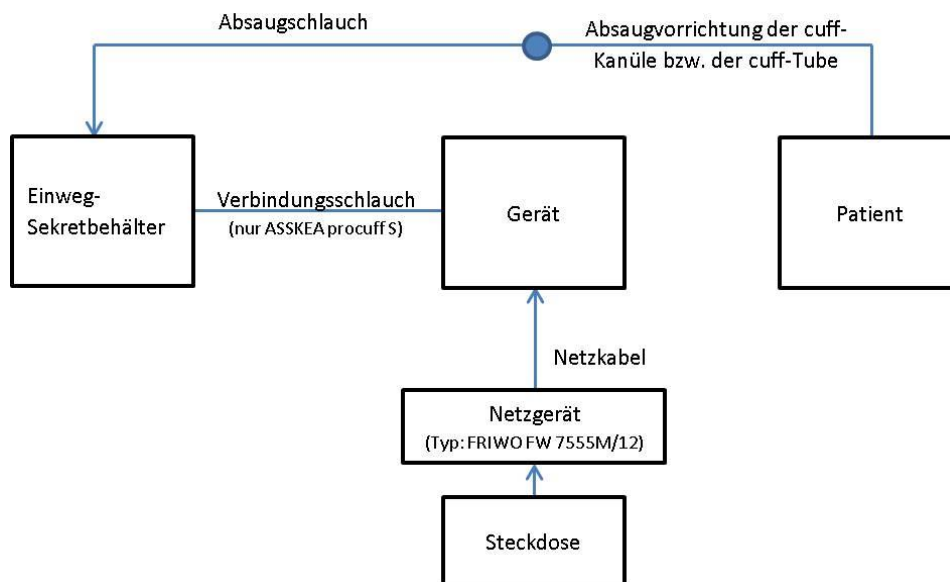 Absaugschlauch
Absaugvorrichtung der cuff-
Kanüle bzw. der cuff-Tube
Einweg-
Sekretbehälter
Verbindungsschlauch
(nur ASSKEA procuff S)
Gerät
Patient
Netzkabel
Netzgerät
(Typ: FRIWO FW 7555M/12)
Steckdose